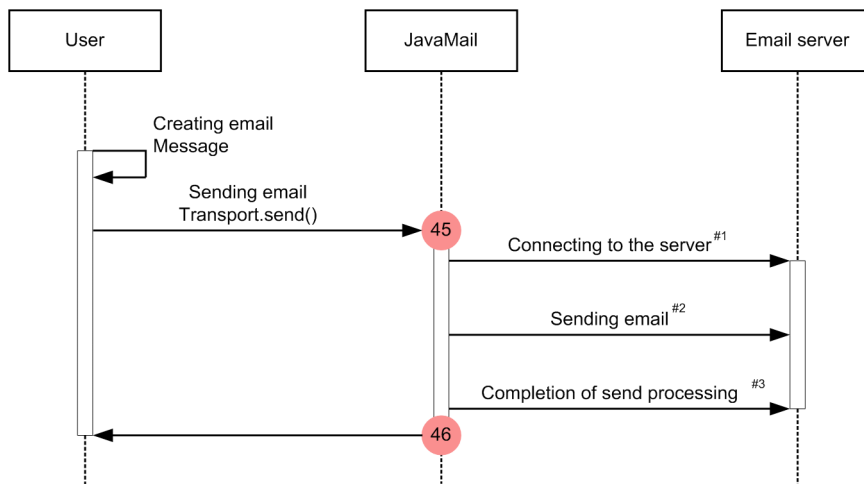 User
JavaMail
Email server
Creating email
Message
Sending email
Transport.send()
45
Connecting to the server#1
Sending email#2
Completion of send processing #3
46